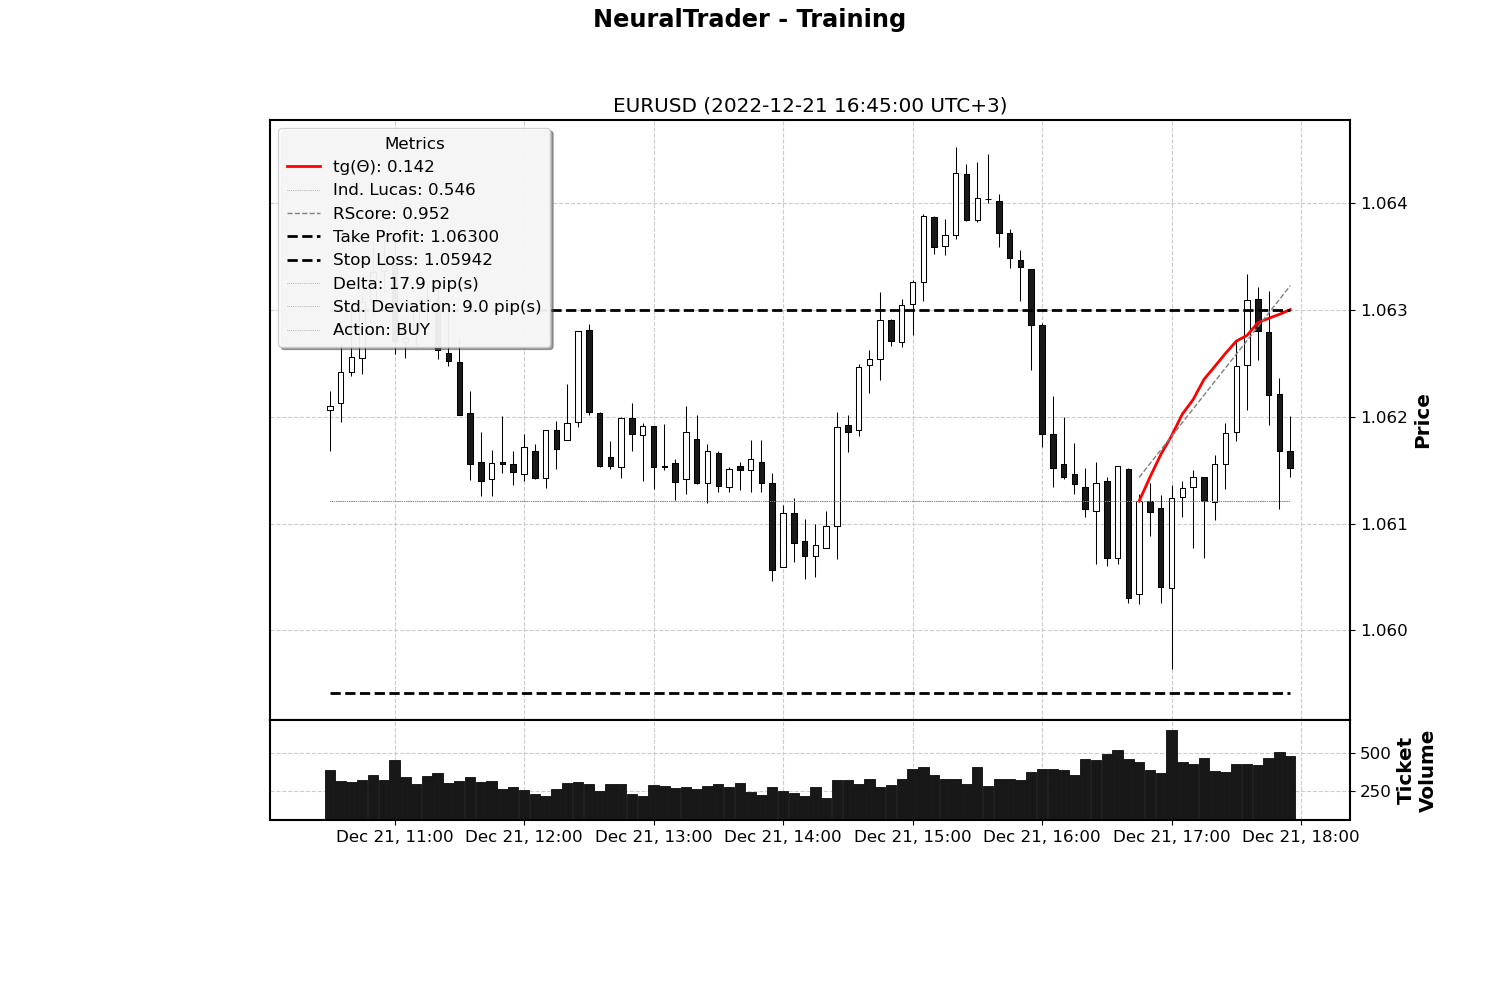 NeuralTrader - Training
EURUSD (2022-12-21 16:45:00 UTC+3)
Metrics
tg(Θ): 0.142
Ind. Lucas: 0.546
RScore: 0.952
Take Profit: 1.06300
Stop Loss: 1.05942
Delta: 17.9 pip(s)
Std. Deviation: 9.0 pip(s)
Action: BUY
1.064
1.063
1.062
1.061
1.060
Price
500
250
Ticket
Volume
Dec 21, 11:00
Dec 21, 12:00
Dec 21, 13:00
Dec 21, 14:00
Dec 21, 15:00
Dec 21, 16:00
Dec 21, 17:00
Dec 21, 18:00